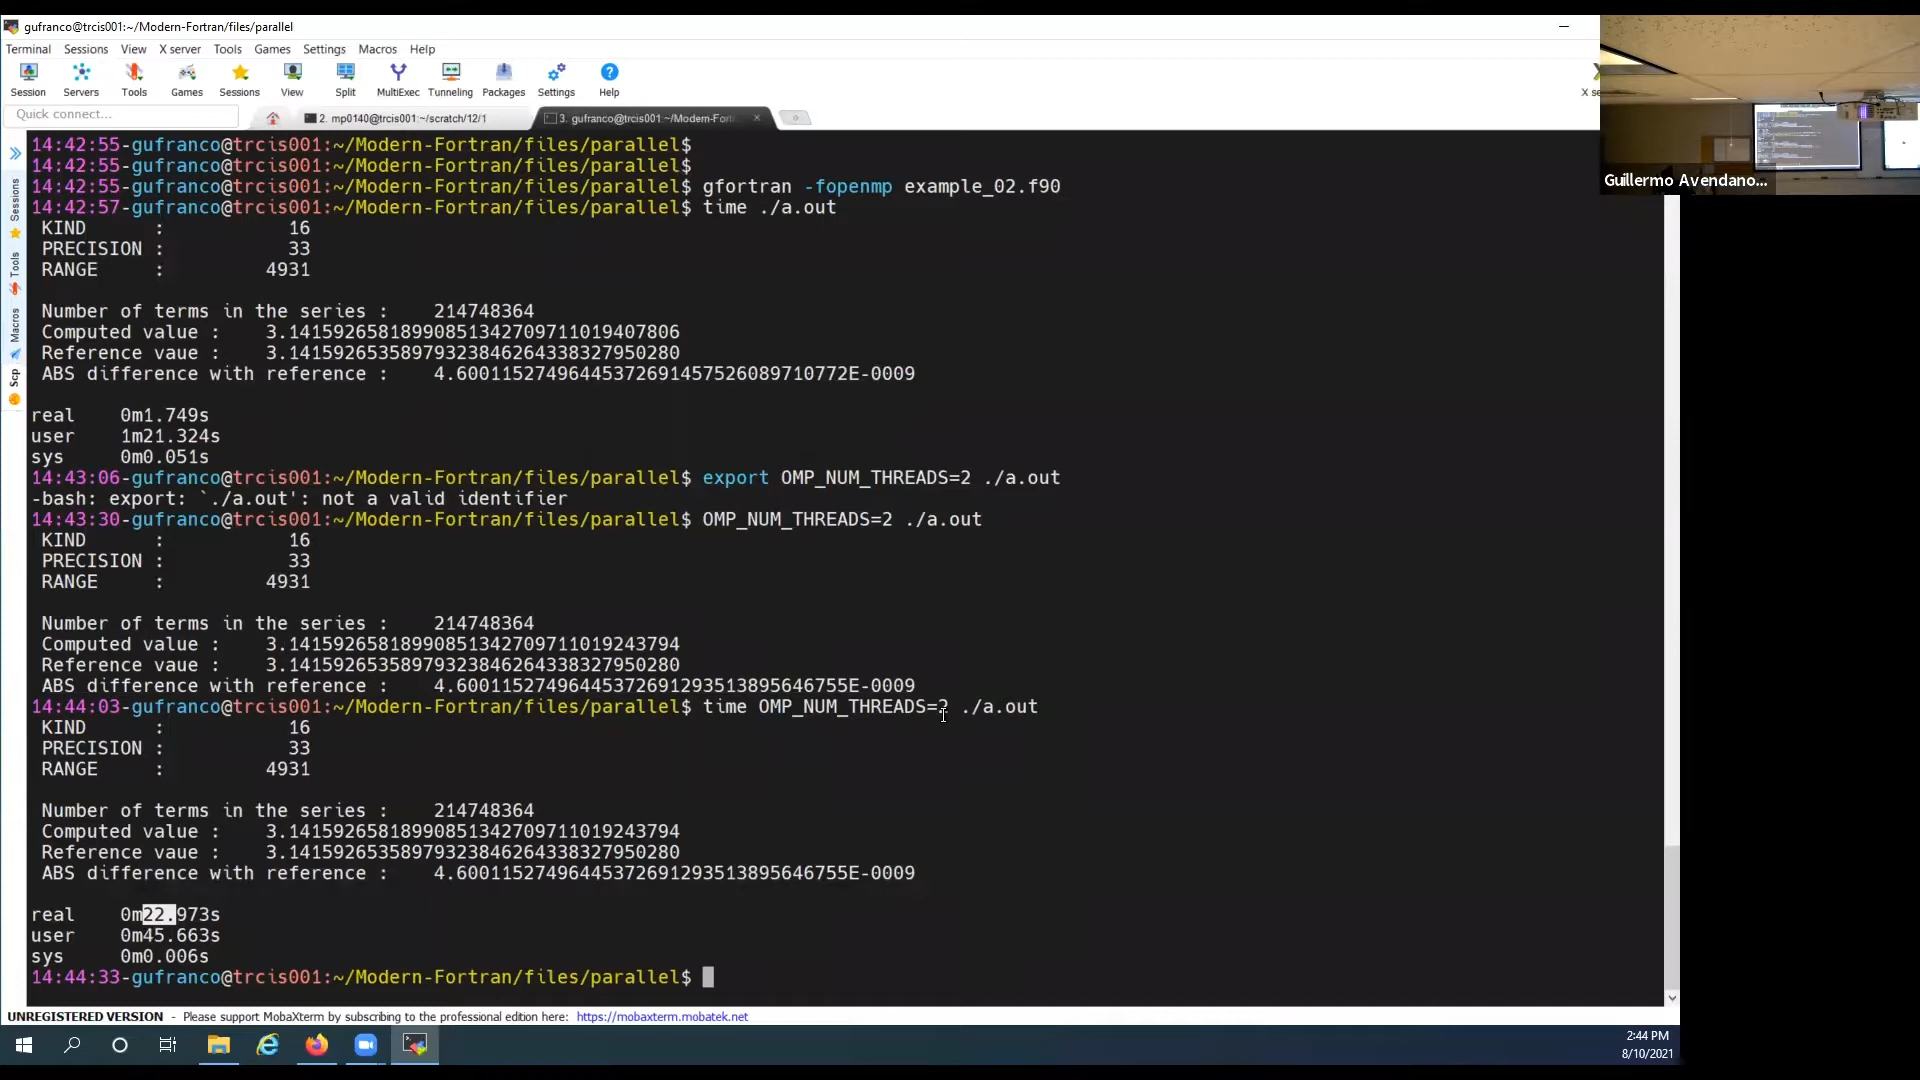 gufranco@trcis001:~/Modern-Fortran/files/parallel
Terminal Sessions View X server Tools Games Settings Macros Help
Session Servers Tools Games Sessions View Split MultiExec Tunneling Packages Settings Help X se
Quick connect...
2. mp0140@trcis001:~/scratch/12/1
3. gufranco@trcis001:~/Modern-Fort
Guillermo Avendano...
Sessions
Tools
Macros
Scp
14:42:55-gufranco@trcis001:~/Modern-Fortran/files/parallel$
14:42:55-gufranco@trcis001:~/Modern-Fortran/files/parallel$
14:42:55-gufranco@trcis001:~/Modern-Fortran/files/parallel$ gfortran -fopenmp example_02.f90
14:42:57-gufranco@trcis001:~/Modern-Fortran/files/parallel$ time ./a.out
KIND : 16
PRECISION : 33
RANGE : 4931
Number of terms in the series : 214748364
Computed value : 3.14159265818990851342709711019407806
Reference vaue : 3.14159265358979323846264338327950280
ABS difference with reference : 4.60011527496445372691457526089710772E-0009
real 0m1.749s
user 1m21.324s
sys 0m0.051s
14:43:06-gufranco@trcis001:~/Modern-Fortran/files/parallel$ export OMP_NUM_THREADS=2 ./a.out
-bash: export: `./a.out': not a valid identifier
14:43:30-gufranco@trcis001:~/Modern-Fortran/files/parallel$ OMP_NUM_THREADS=2 ./a.out
KIND : 16
PRECISION : 33
RANGE : 4931
Number of terms in the series : 214748364
Computed value : 3.14159265818990851342709711019243794
Reference vaue : 3.14159265358979323846264338327950280
ABS difference with reference : 4.60011527496445372691293513895646755E-0009
14:44:03-gufranco@trcis001:~/Modern-Fortran/files/parallel$ time OMP_NUM_THREADS=2 ./a.out
KIND : 16
PRECISION : 33
RANGE : 4931
Number of terms in the series : 214748364
Computed value : 3.14159265818990851342709711019243794
Reference vaue : 3.14159265358979323846264338327950280
ABS difference with reference : 4.60011527496445372691293513895646755E-0009
real 0m22.973s
user 0m45.663s
sys 0m0.006s
14:44:33-gufranco@trcis001:~/Modern-Fortran/files/parallel$
UNREGISTERED VERSION - Please support MobaXterm by subscribing to the professional edition here: https://mobaxterm.mobatek.net
2:44 PM
8/10/2021